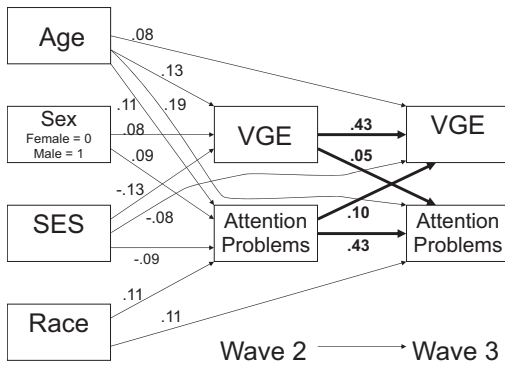 Age
.08
.13
.11
.19
Sex
Female = 0
Male = 1
.08
.09
VGE
.43
VGE
.05
-.13
-.08
SES
-.09
Attention
Problems
.10
.43
Attention
Problems
.11
.11
Race
Wave 2
Wave 3